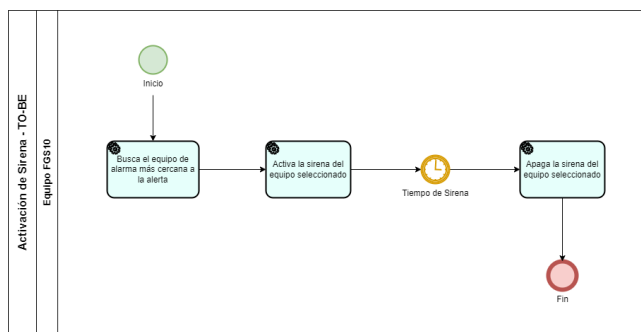 Activación de Sirena - TO-BE
Equipo FGS10
Inicio
Busca el equipo de
alarma más cercana a
la alerta
Activa la sirena del
equipo seleccionado
Tiempo de Sirena
Apaga la sirena del
equipo seleccionado
Fin